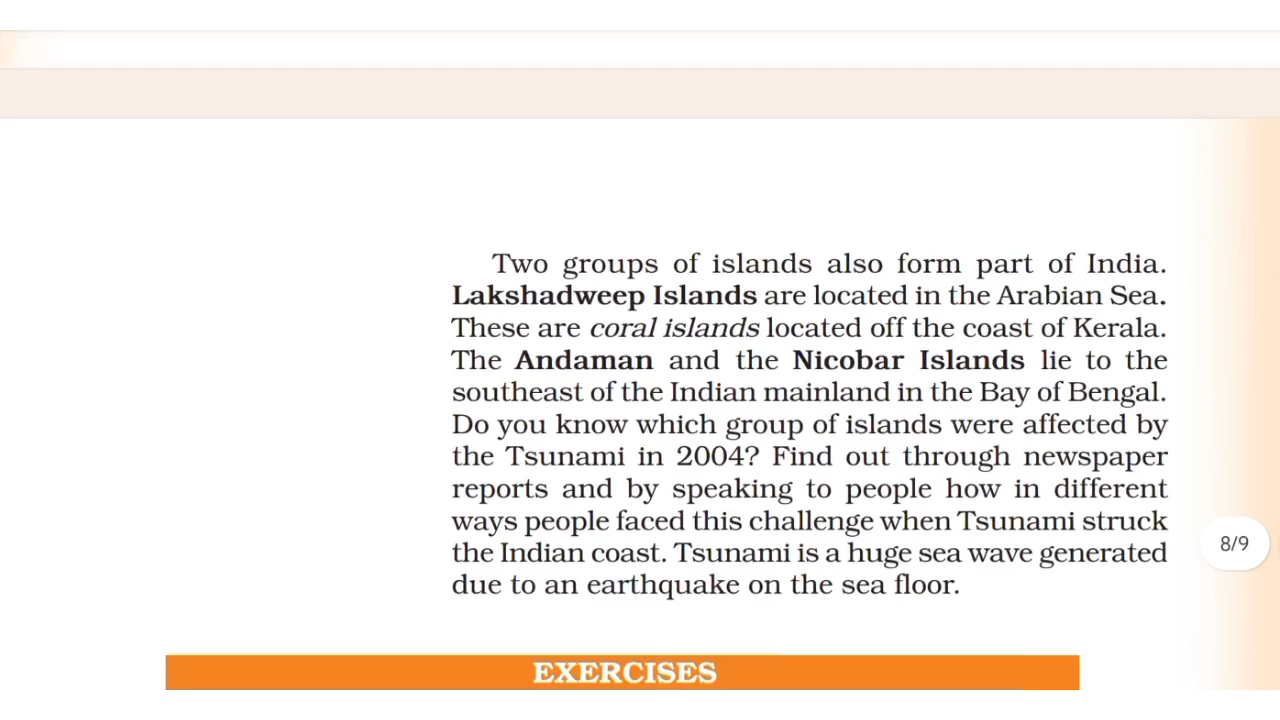 Two groups of islands also form part of India.
Lakshadweep Islands are located in the Arabian Sea.
These are coral islands located off the coast of Kerala.
The Andaman and the Nicobar Islands lie to the
southeast of the Indian mainland in the Bay of Bengal.
Do you know which group of islands were affected by
the Tsunami in 2004? Find out through newspaper
reports and by speaking to people how in different
ways people faced this challenge when Tsunami struck
the Indian coast. Tsunami is a huge sea wave generated
due to an earthquake on the sea floor.
8/9
EXERCISES